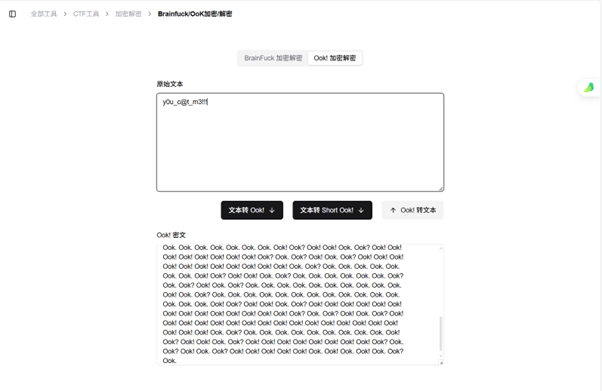 全部工具 > CTF工具 > 加密解密 > Brainfuck/OoK加密/解密
BrainFuck 加密解密 Ook! 加密解密
原始文本
y0u_c@t_m3!!!
文本转 Ook! ↓ 文本转 Short Ook! ↓ ↑ Ook! 转文本
Ook! 密文
Ook. Ook. Ook. Ook. Ook. Ook. Ook. Ook! Ook? Ook! Ook! Ook. Ook? Ook! Ook!
Ook! Ook! Ook! Ook! Ook! Ook! Ook? Ook. Ook? Ook! Ook. Ook? Ook! Ook! Ook!
Ook! Ook! Ook! Ook! Ook! Ook! Ook! Ook! Ook! Ook. Ook? Ook. Ook. Ook. Ook. Ook.
Ook. Ook. Ook. Ook! Ook? Ook! Ook! Ook. Ook? Ook. Ook. Ook. Ook. Ook. Ook. Ook?
Ook. Ook? Ook! Ook. Ook? Ook. Ook. Ook. Ook. Ook. Ook. Ook. Ook. Ook. Ook. Ook.
Ook! Ook. Ook? Ook. Ook. Ook. Ook. Ook. Ook. Ook. Ook. Ook. Ook. Ook. Ook. Ook.
Ook. Ook. Ook. Ook! Ook? Ook! Ook! Ook. Ook? Ook! Ook! Ook! Ook! Ook! Ook! Ook!
Ook! Ook! Ook! Ook! Ook! Ook! Ook! Ook? Ook. Ook? Ook! Ook. Ook? Ook!
Ook! Ook! Ook! Ook! Ook! Ook! Ook! Ook! Ook! Ook! Ook! Ook! Ook! Ook! Ook!
Ook! Ook! Ook! Ook. Ook? Ook. Ook. Ook. Ook. Ook. Ook. Ook. Ook. Ook. Ook!
Ook? Ook! Ook! Ook. Ook? Ook! Ook! Ook! Ook! Ook! Ook! Ook! Ook! Ook? Ook.
Ook? Ook! Ook. Ook? Ook! Ook! Ook! Ook! Ook! Ook. Ook! Ook. Ook! Ook. Ook?
Ook.